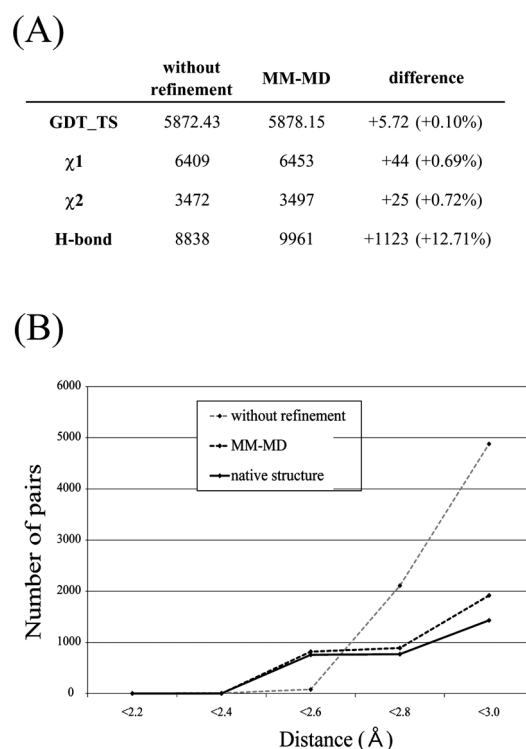 (A)
without refinement MM-MD difference
GDT_TS 5872.43 5878.15 +5.72 (+0.10%)
χ1 6409 6453 +44 (+0.69%)
χ2 3472 3497 +25 (+0.72%)
H-bond 8838 9961 +1123 (+12.71%)
(B)
Number of pairs
6000
5000
4000
3000
2000
1000
0
without refinement
MM-MD
native structure
<2.2 <2.4 <2.6 <2.8 <3.0
Distance (Å)